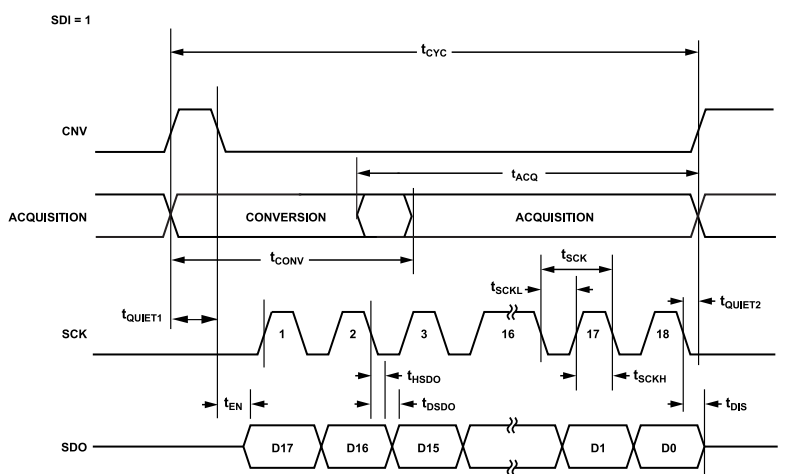 SDI = 1
tCYC
CNV
tACQ
ACQUISITION
CONVERSION
ACQUISITION
tCONV
tSCK
tSCKL
tQUIET1
tQUIET2
SCK
1
2
3
16
17
18
tHSDO
tSCKH
tEN
tDSDO
tDIS
SDO
D17
D16
D15
D1
D0